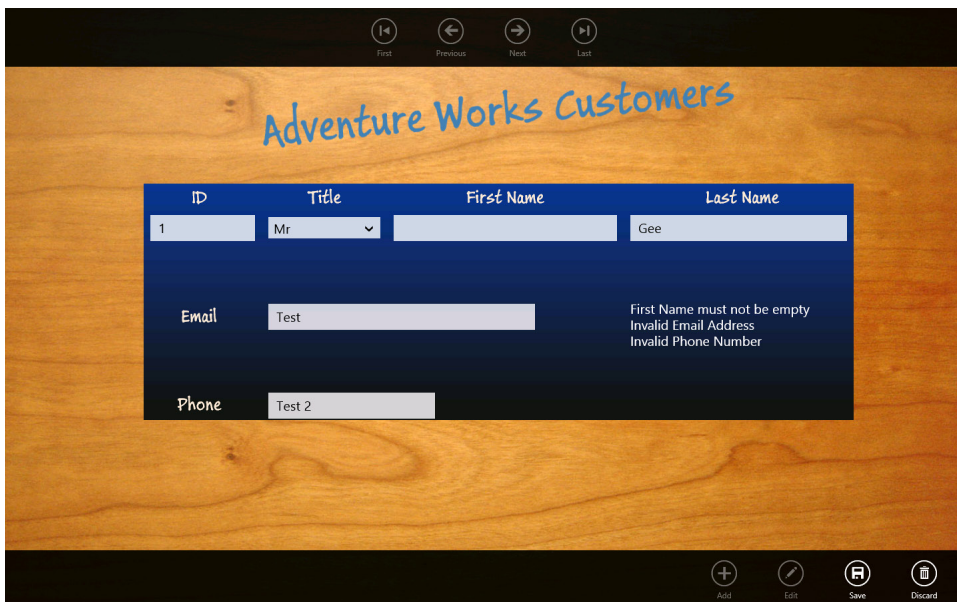 First Previous Next Last
Adventure Works Customers
ID Title First Name Last Name
1 Mr Gee
Email Test
First Name must not be empty
Invalid Email Address
Invalid Phone Number
Phone Test 2
Add Edit Save Discard